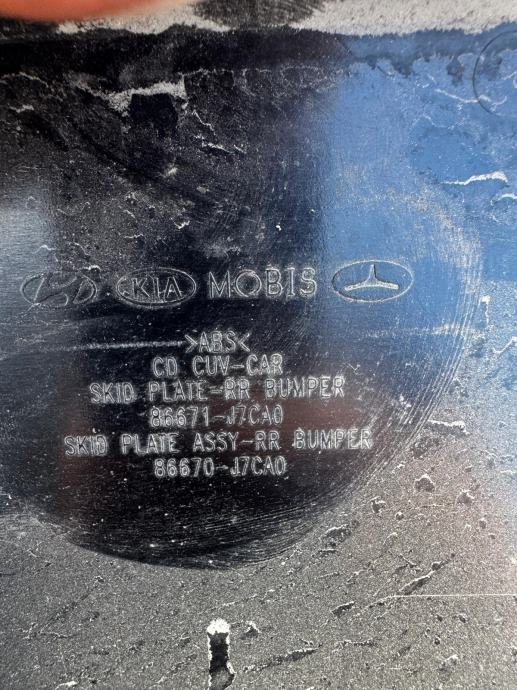 KIA MOBIS
>ABS<
CD CUV-CAR
SKID PLATE-RR BUMPER
86671-J7CA0
SKID PLATE ASSY-RR BUMPER
86670-J7CA0